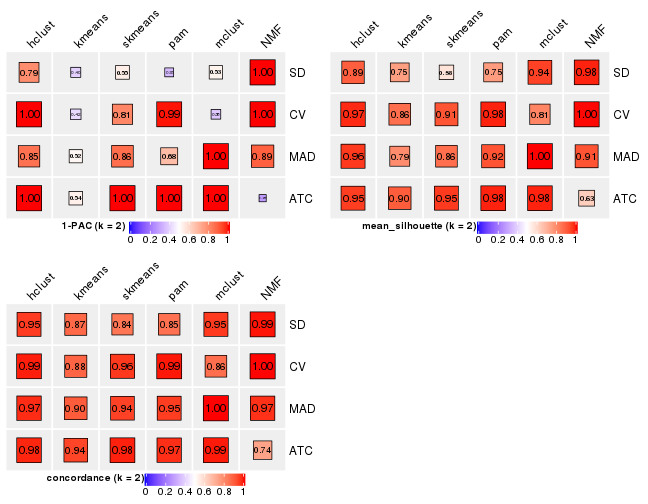 hclust kmeans skmeans pam mclust NMF
0.79 0.55 0.53 1.00 SD
1.00 0.81 0.99 1.00 CV
0.85 0.52 0.86 0.68 1.00 0.89 MAD
1.00 0.54 1.00 1.00 1.00 ATC
1-PAC (k = 2)
0 0.2 0.4 0.6 0.8 1
hclust kmeans skmeans pam mclust NMF
0.89 0.75 0.58 0.75 0.94 0.98 SD
0.97 0.86 0.91 0.98 0.81 1.00 CV
0.96 0.79 0.86 0.92 1.00 0.91 MAD
0.95 0.90 0.95 0.98 0.98 0.63 ATC
mean_silhouette (k = 2)
0 0.2 0.4 0.6 0.8 1
hclust kmeans skmeans pam mclust NMF
0.95 0.87 0.84 0.85 0.95 0.99 SD
0.99 0.88 0.96 0.99 0.86 1.00 CV
0.97 0.90 0.94 0.95 1.00 0.97 MAD
0.98 0.94 0.98 0.97 0.99 0.74 ATC
concordance (k = 2)
0 0.2 0.4 0.6 0.8 1